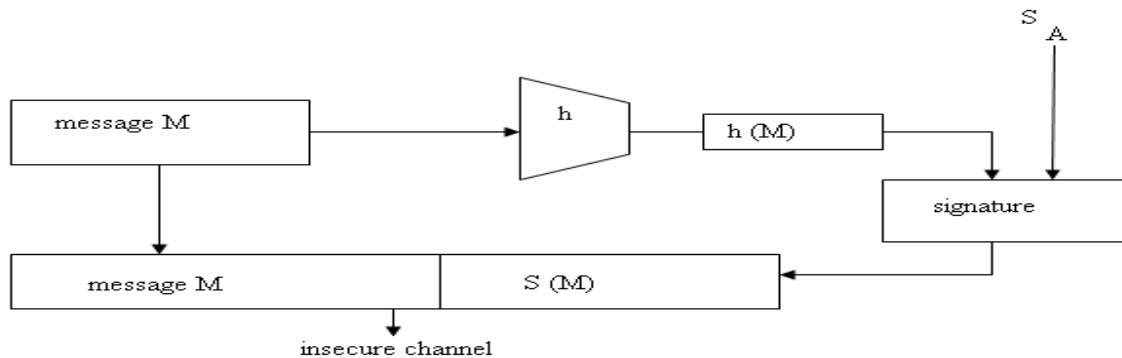 S
A
message M
h
h (M)
signature
message M
S (M)
insecure channel